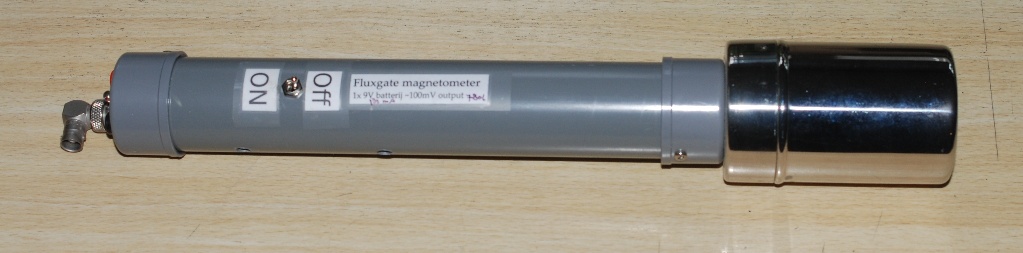 ON
Off
Fluxgate magnetometer
1x 9V batterij ~100mV output